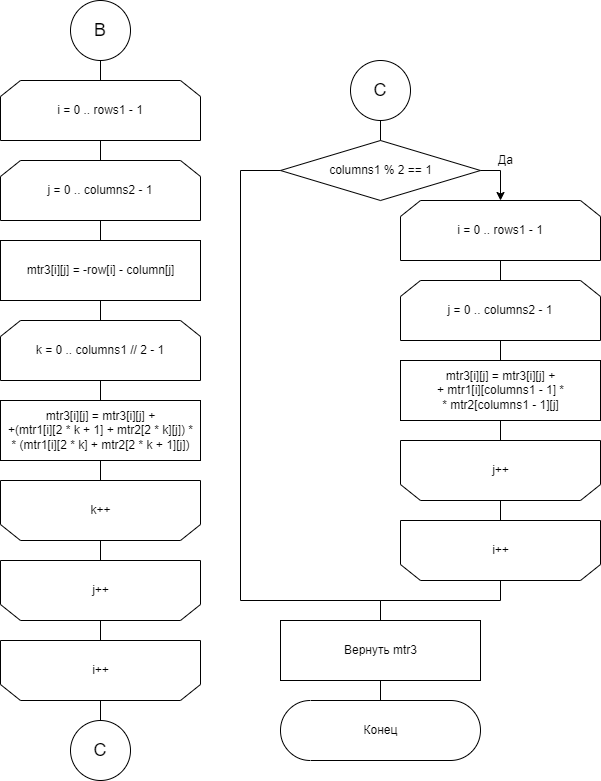 B
i = 0 .. rows1 - 1
j = 0 .. columns2 - 1
mtr3[i][j] = -row[i] - column[j]
k = 0 .. columns1 // 2 - 1
mtr3[i][j] = mtr3[i][j] +
+(mtr1[i][2 * k + 1] + mtr2[2 * k][j]) *
* (mtr1[i][2 * k] + mtr2[2 * k + 1][j])
k++
j++
i++
C
C
columns1 % 2 == 1
Да
i = 0 .. rows1 - 1
j = 0 .. columns2 - 1
mtr3[i][j] = mtr3[i][j] +
+ mtr1[i][columns1 - 1] *
* mtr2[columns1 - 1][j]
j++
i++
Вернуть mtr3
Конец